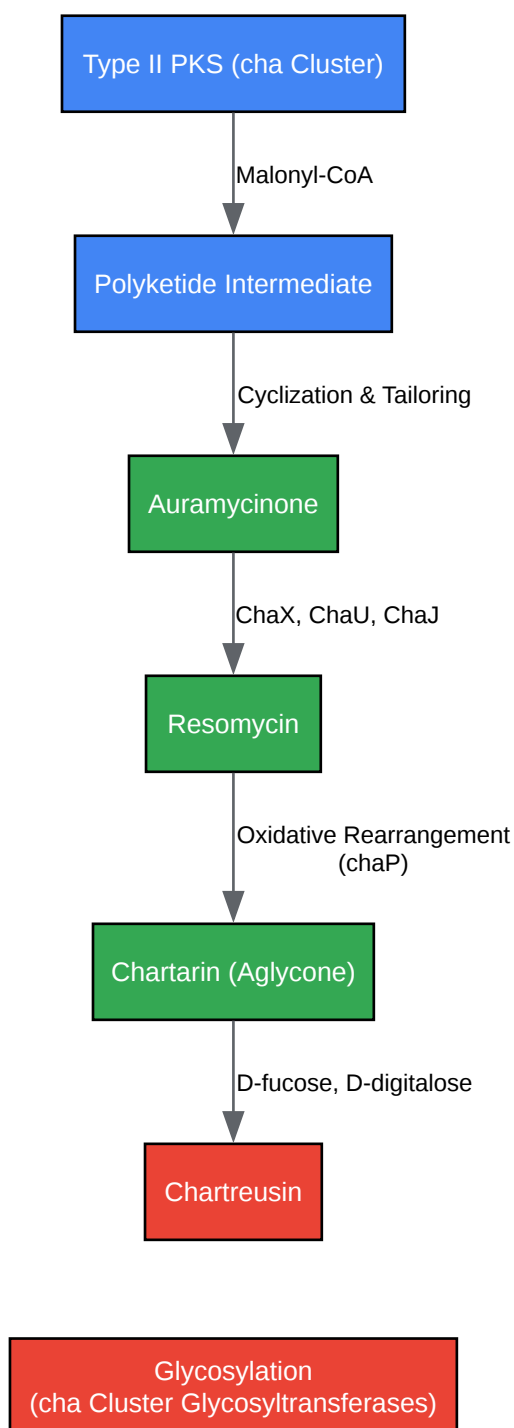 Type II PKS (cha Cluster)
Malonyl-CoA
Polyketide Intermediate
Cyclization & Tailoring
Auramycinone
ChaX, ChaU, ChaJ
Resomycin
Oxidative Rearrangement
(chaP)
Chartarin (Aglycone)
D-fucose, D-digitalose
Chartreusin
Glycosylation
(cha Cluster Glycosyltransferases)